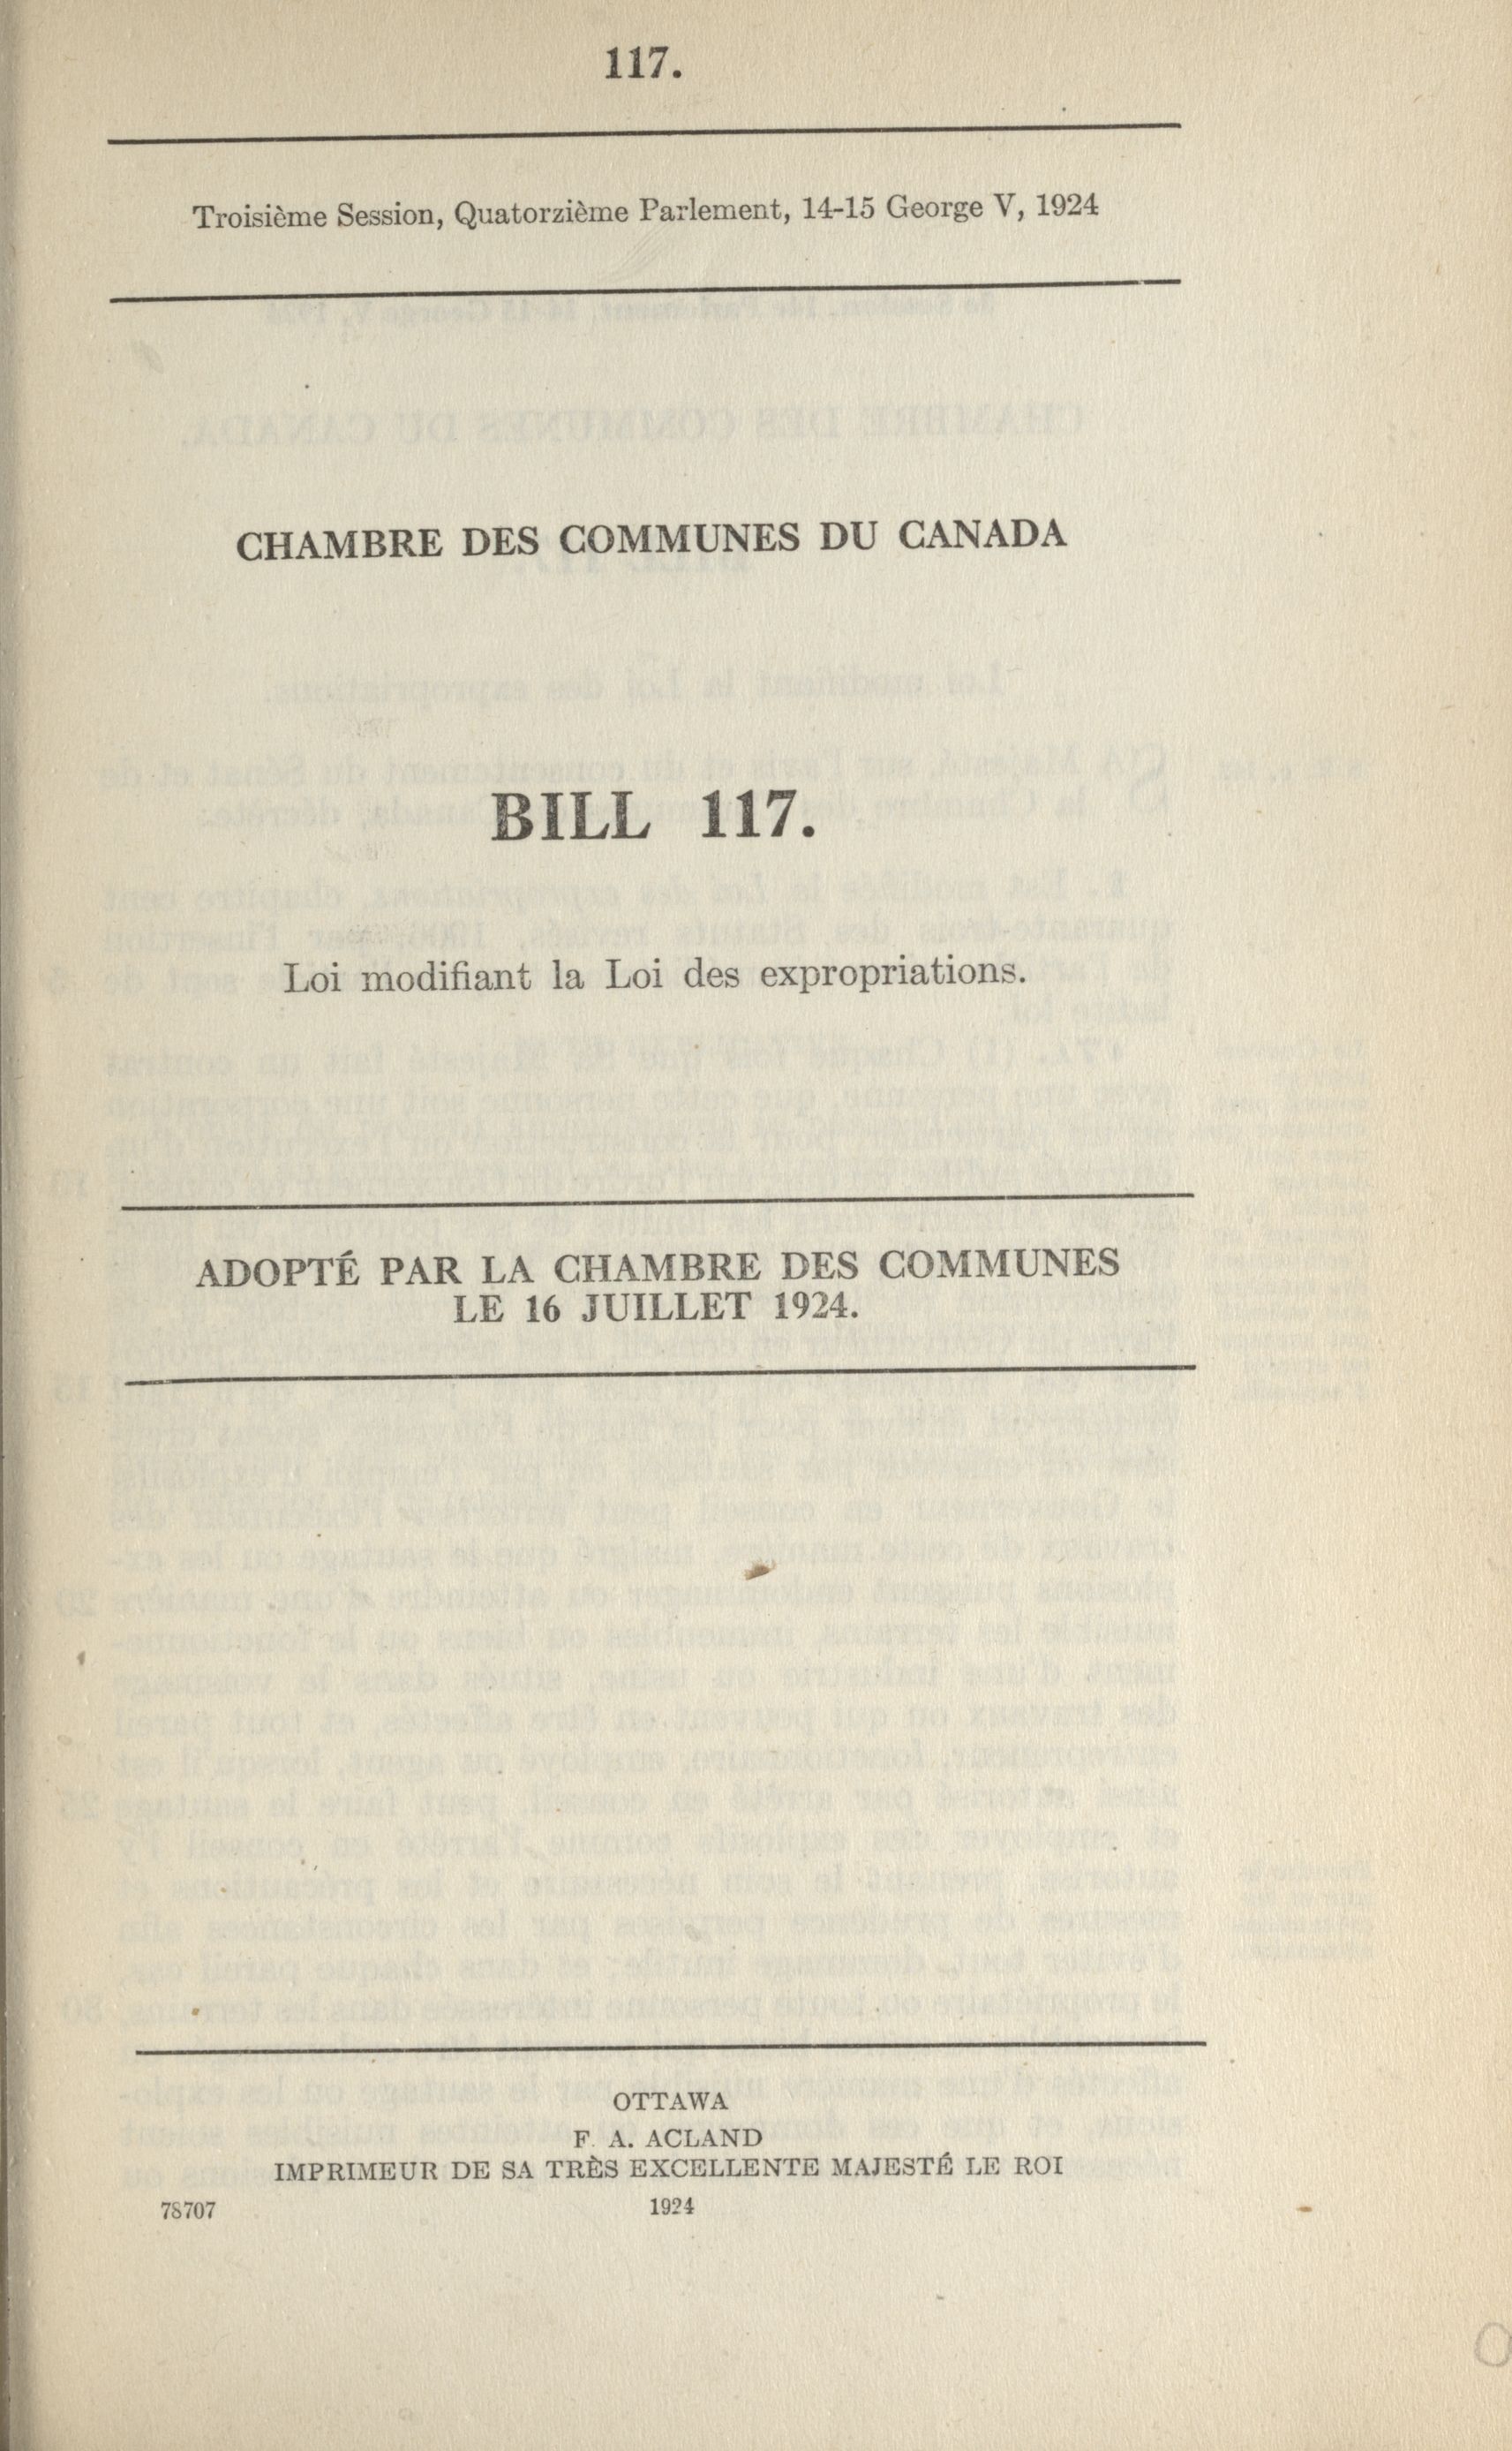 117.
Troisième Session, Quatorzième Parlement, 14-15 George V, 1924
CHAMBRE DES COMMUNES DU CANADA
BILL 117.
Loi modifiant la Loi des expropriations.
ADOPTÉ PAR LA CHAMBRE DES COMMUNES
LE 16 JUILLET 1924.
OTTAWA
F. A. ACLAND
IMPRIMEUR DE SA TRÈS EXCELLENTE MAJESTÉ LE ROI
78707 1924